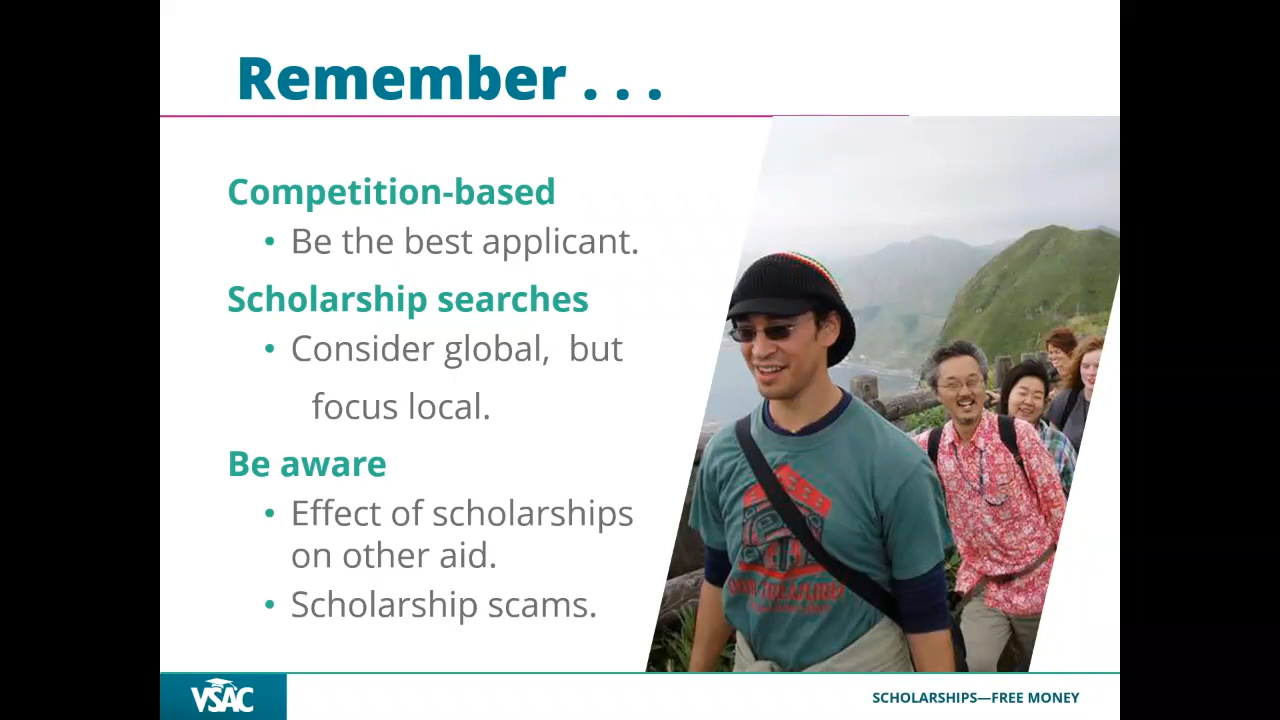 Remember . . .
Competition-based
• Be the best applicant.
Scholarship searches
• Consider global,  but
focus local.
Be aware
• Effect of scholarships
on other aid.
• Scholarship scams.
VSAC
SCHOLARSHIPS—FREE MONEY